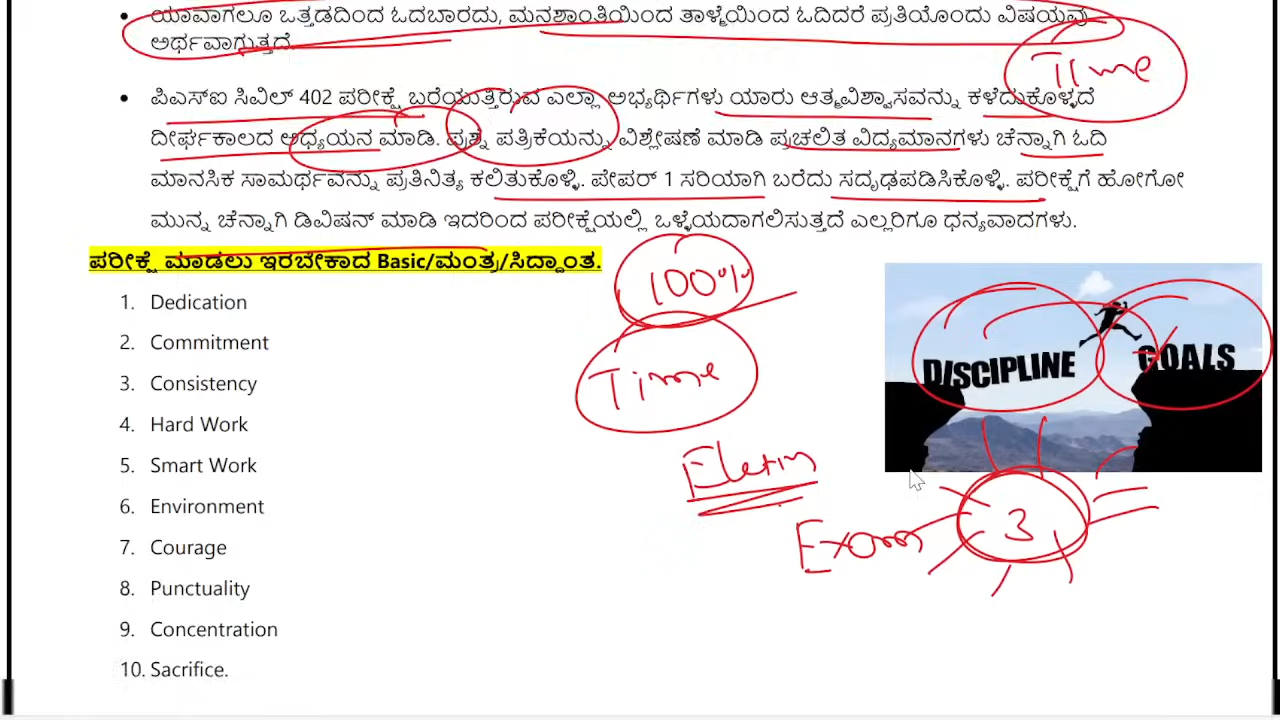 ಯಾವಾಗಲೂ ಒತ್ತಡದಿಂದ ಓದಬಾರದು, ಮನಶಾಂತಿಯಿಂದ ತಾಳ್ಮೆಯಿಂದ ಓದಿದರೆ ಪ್ರತಿಯೊಂದು ವಿಷಯವು
ಅರ್ಥವಾಗುತ್ತದೆ.
Time
ಪಿಎಸ್ಐ ಸಿವಿಲ್ 402 ಪರೀಕ್ಷೆ ಬರೆಯುತ್ತಿರುವ ಎಲ್ಲಾ ಅಭ್ಯರ್ಥಿಗಳು ಯಾರು ಆತ್ಮವಿಶ್ವಾಸವನ್ನು ಕಳೆದುಕೊಳ್ಳದೆ
ದೀರ್ಘಕಾಲದ ಅಧ್ಯಯನ ಮಾಡಿ. ಪ್ರಶ್ನ ಪತ್ರಿಕೆಯನ್ನು ವಿಶ್ಲೇಷಣೆ ಮಾಡಿ ಪ್ರಚಲಿತ ವಿದ್ಯಮಾನಗಳು ಚೆನ್ನಾಗಿ ಓದಿ
ಮಾನಸಿಕ ಸಾಮರ್ಥವನ್ನು ಪ್ರತಿನಿತ್ಯ ಕಲಿತುಕೊಳ್ಳಿ. ಪೇಪರ್ 1 ಸರಿಯಾಗಿ ಬರೆದು ಸದೃಢಪಡಿಸಿಕೊಳ್ಳಿ. ಪರೀಕ್ಷೆಗೆ ಹೋಗೋ
ಮುನ್ನ ಚೆನ್ನಾಗಿ ಡಿವಿಷನ್ ಮಾಡಿ ಇದರಿಂದ ಪರೀಕ್ಷೆಯಲ್ಲಿ ಒಳ್ಳೆಯದಾಗಲಿಸುತ್ತದೆ ಎಲ್ಲರಿಗೂ ಧನ್ಯವಾದಗಳು.
ಪರೀಕ್ಷೆ ಮಾಡಲು ಇರಬೇಕಾದ Basic/ಮಂತ್ರ/ಸಿದ್ದಾಂತ.
100%
1. Dedication
2. Commitment
3. Consistency
4. Hard Work
5. Smart Work
6. Environment
7. Courage
8. Punctuality
9. Concentration
10. Sacrifice.
Time
DISCIPLINE GOALS
Exam 3